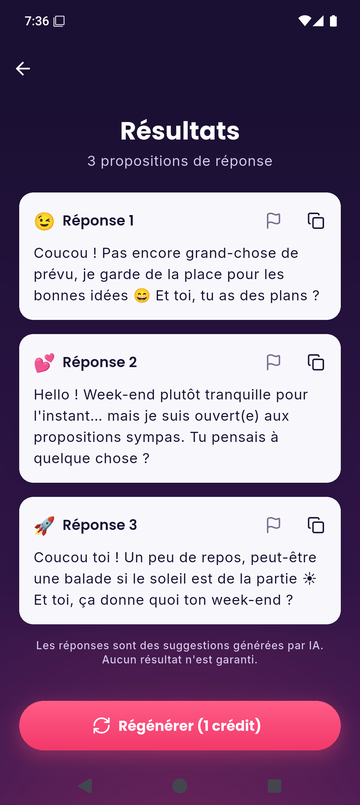 7:36
Résultats
3 propositions de réponse
😉 Réponse 1
Coucou ! Pas encore grand-chose de
prévu, je garde de la place pour les
bonnes idées 😄 Et toi, tu as des plans ?
💕 Réponse 2
Hello ! Week-end plutôt tranquille pour
l'instant... mais je suis ouvert(e) aux
propositions sympas. Tu pensais à
quelque chose ?
🚀 Réponse 3
Coucou toi ! Un peu de repos, peut-être
une balade si le soleil est de la partie ☀
Et toi, ça donne quoi ton week-end ?
Les réponses sont des suggestions générées par IA.
Aucun résultat n'est garanti.
Régénérer (1 crédit)